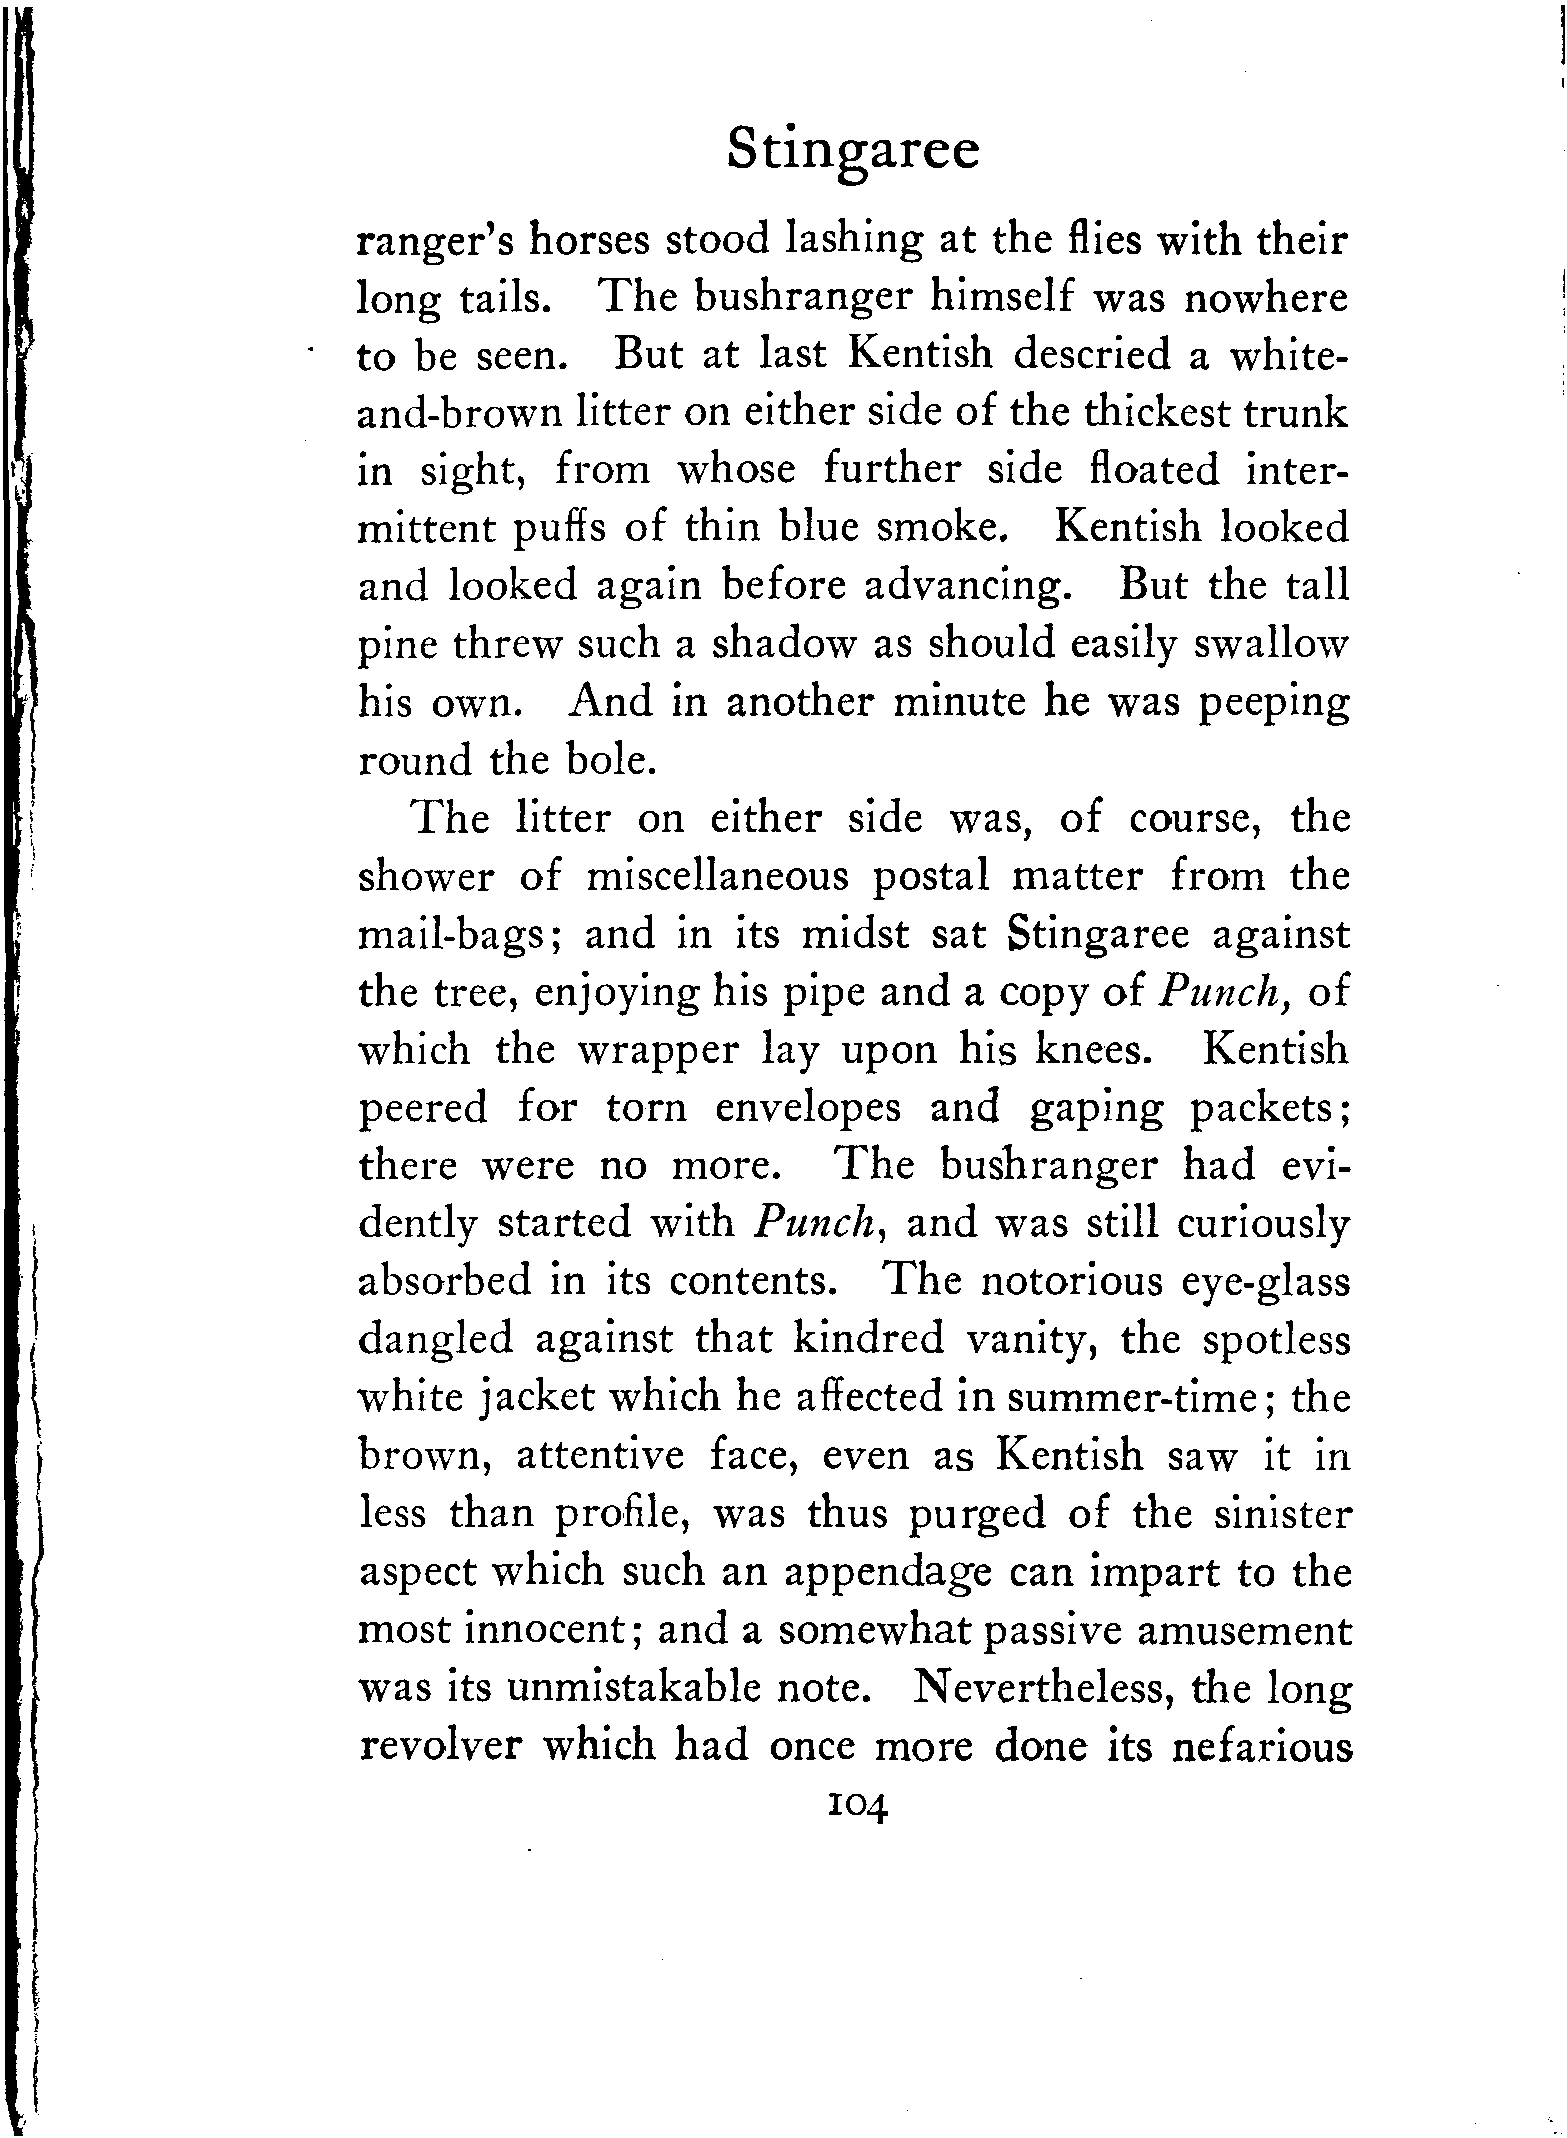 Stingaree
ranger's horses stood lashing at the flies with their
long tails. The bushranger himself was nowhere
to be seen. But at last Kentish descried a white-
and-brown litter on either side of the thickest trunk
in sight, from whose further side floated inter-
mittent puffs of thin blue smoke. Kentish looked
and looked again before advancing. But the tall
pine threw such a shadow as should easily swallow
his own. And in another minute he was peeping
round the bole.
The litter on either side was, of course, the
shower of miscellaneous postal matter from the
mail-bags; and in its midst sat Stingaree against
the tree, enjoying his pipe and a copy of Punch, of
which the wrapper lay upon his knees. Kentish
peered for torn envelopes and gaping packets;
there were no more. The bushranger had evi-
dently started with Punch, and was still curiously
absorbed in its contents. The notorious eye-glass
dangled against that kindred vanity, the spotless
white jacket which he affected in summer-time; the
brown, attentive face, even as Kentish saw it in
less than profile, was thus purged of the sinister
aspect which such an appendage can impart to the
most innocent; and a somewhat passive amusement
was its unmistakable note. Nevertheless, the long
revolver which had once more done its nefarious
104